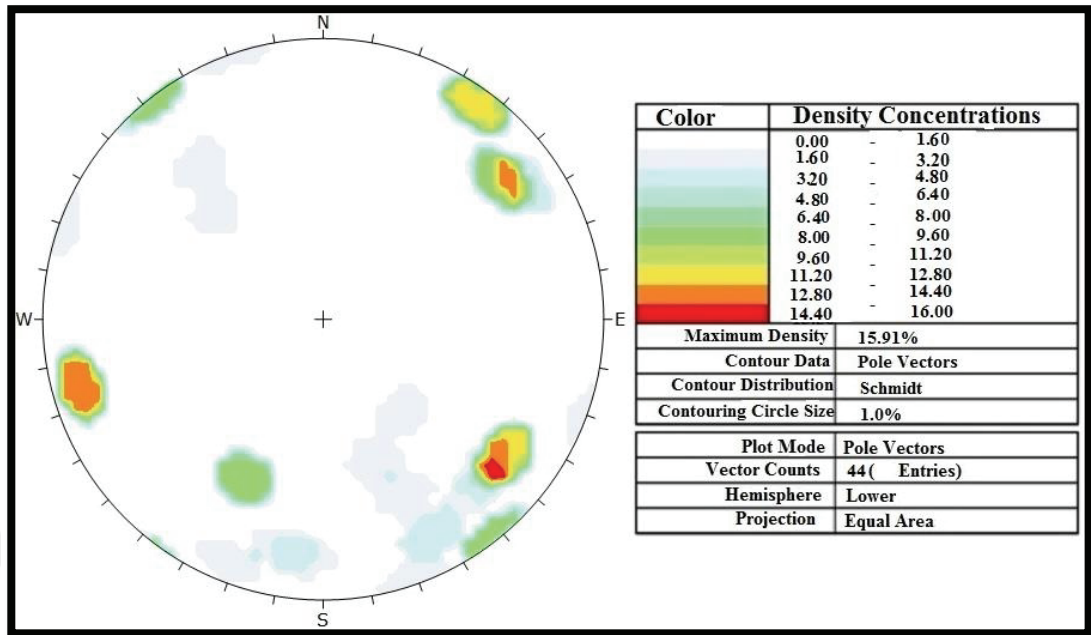 N
W
E
S
Color Density Concentrations
0.00 - 1.60
1.60 - 3.20
3.20 - 4.80
4.80 - 6.40
6.40 - 8.00
8.00 - 9.60
9.60 - 11.20
11.20 - 12.80
12.80 - 14.40
14.40 - 16.00
Maximum Density 15.91%
Contour Data Pole Vectors
Contour Distribution Schmidt
Contouring Circle Size 1.0%
Plot Mode Pole Vectors
Vector Counts 44 ( Entries)
Hemisphere Lower
Projection Equal Area